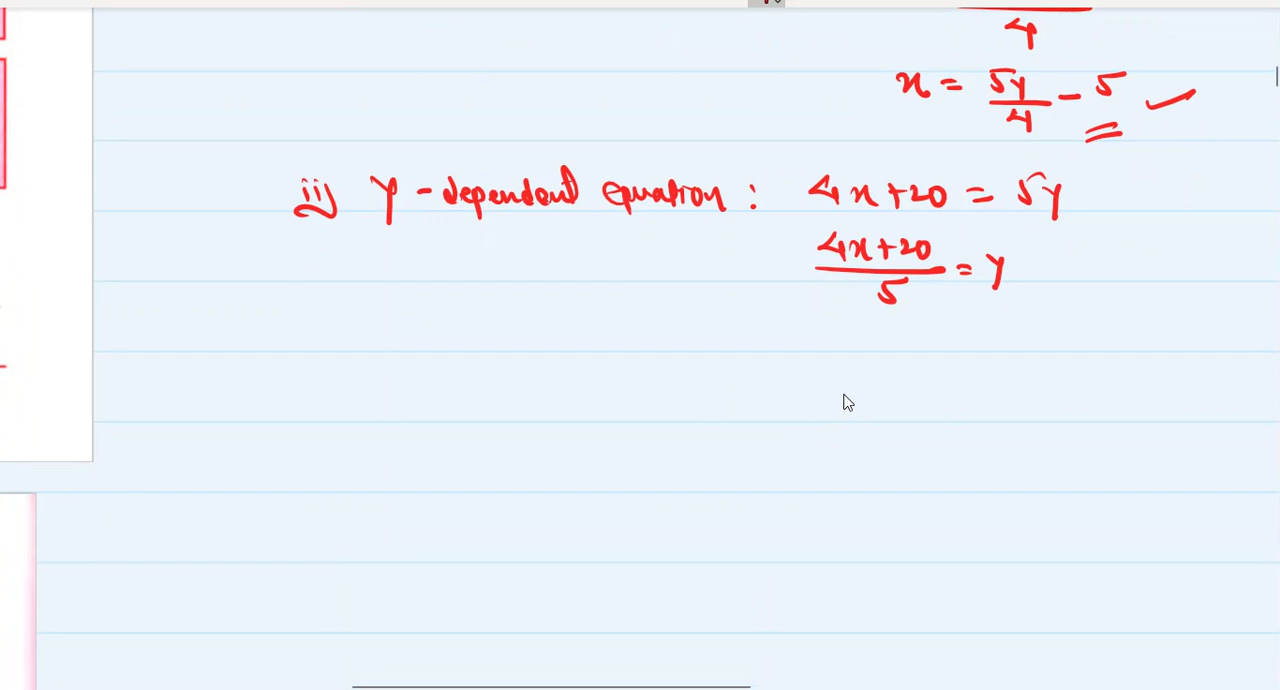 4
x = 5y/4 - 5 ✓
ii) Y - dependent equation : 4x+20 = 5y
4x+20/5 = y